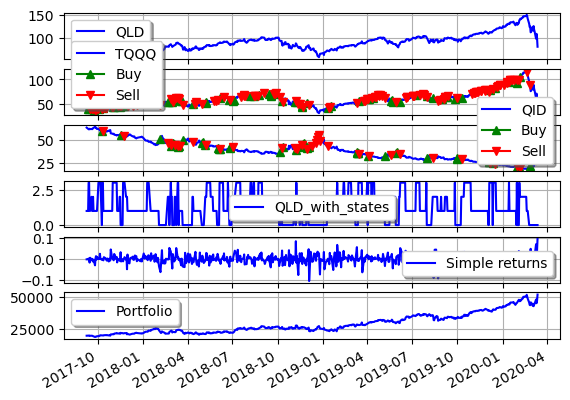 150
QLD
100
TQQQ
Buy
Sell
100
50
QID
Buy
Sell
50
25
2.5
QLD_with_states
0.0
0.1
0.0
Simple returns
−0.1
50000
Portfolio
25000
2017-10
2018-01
2018-04
2018-07
2018-10
2019-01
2019-04
2019-07
2019-10
2020-01
2020-04